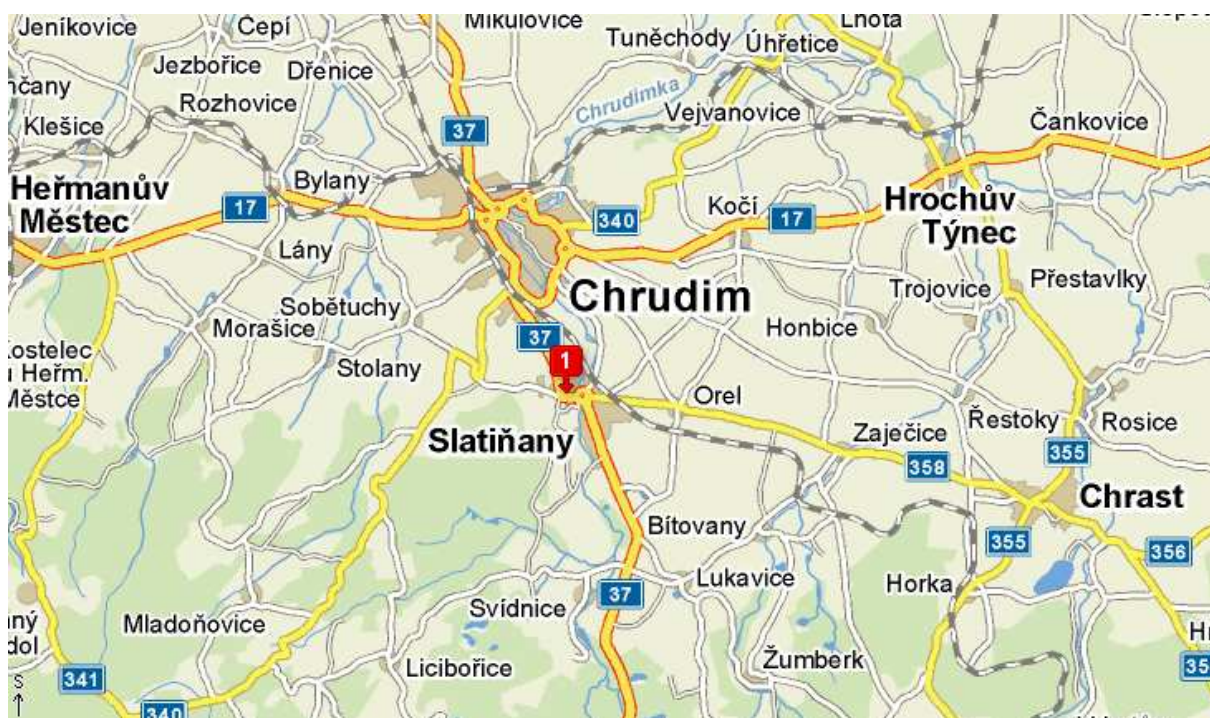 Jeníkovice
Čepí
Mikulovice
Lhota
Tuněchody
Úhřetice
Jezbořice
Dřenice
Rozhovice
Chrudimka
Vejvanovice
Klešice
37
Čankovice
Heřmanův
Městec
Bylany
17
340
Kočí
17
Hrochův
Týnec
Lány
Chrudim
Přestavlky
Trojovice
Sobětuchy
Morašice
Honbice
37
Kostelec
u Heřm.
Městce
Stolany
1
Orel
Slatiňany
Zaječice
Řestoky
Rosice
358
355
Chrast
Bítovany
355
356
Lukavice
Horka
37
Svídnice
Mladoňovice
Licibořice
Žumberk
341
340
S